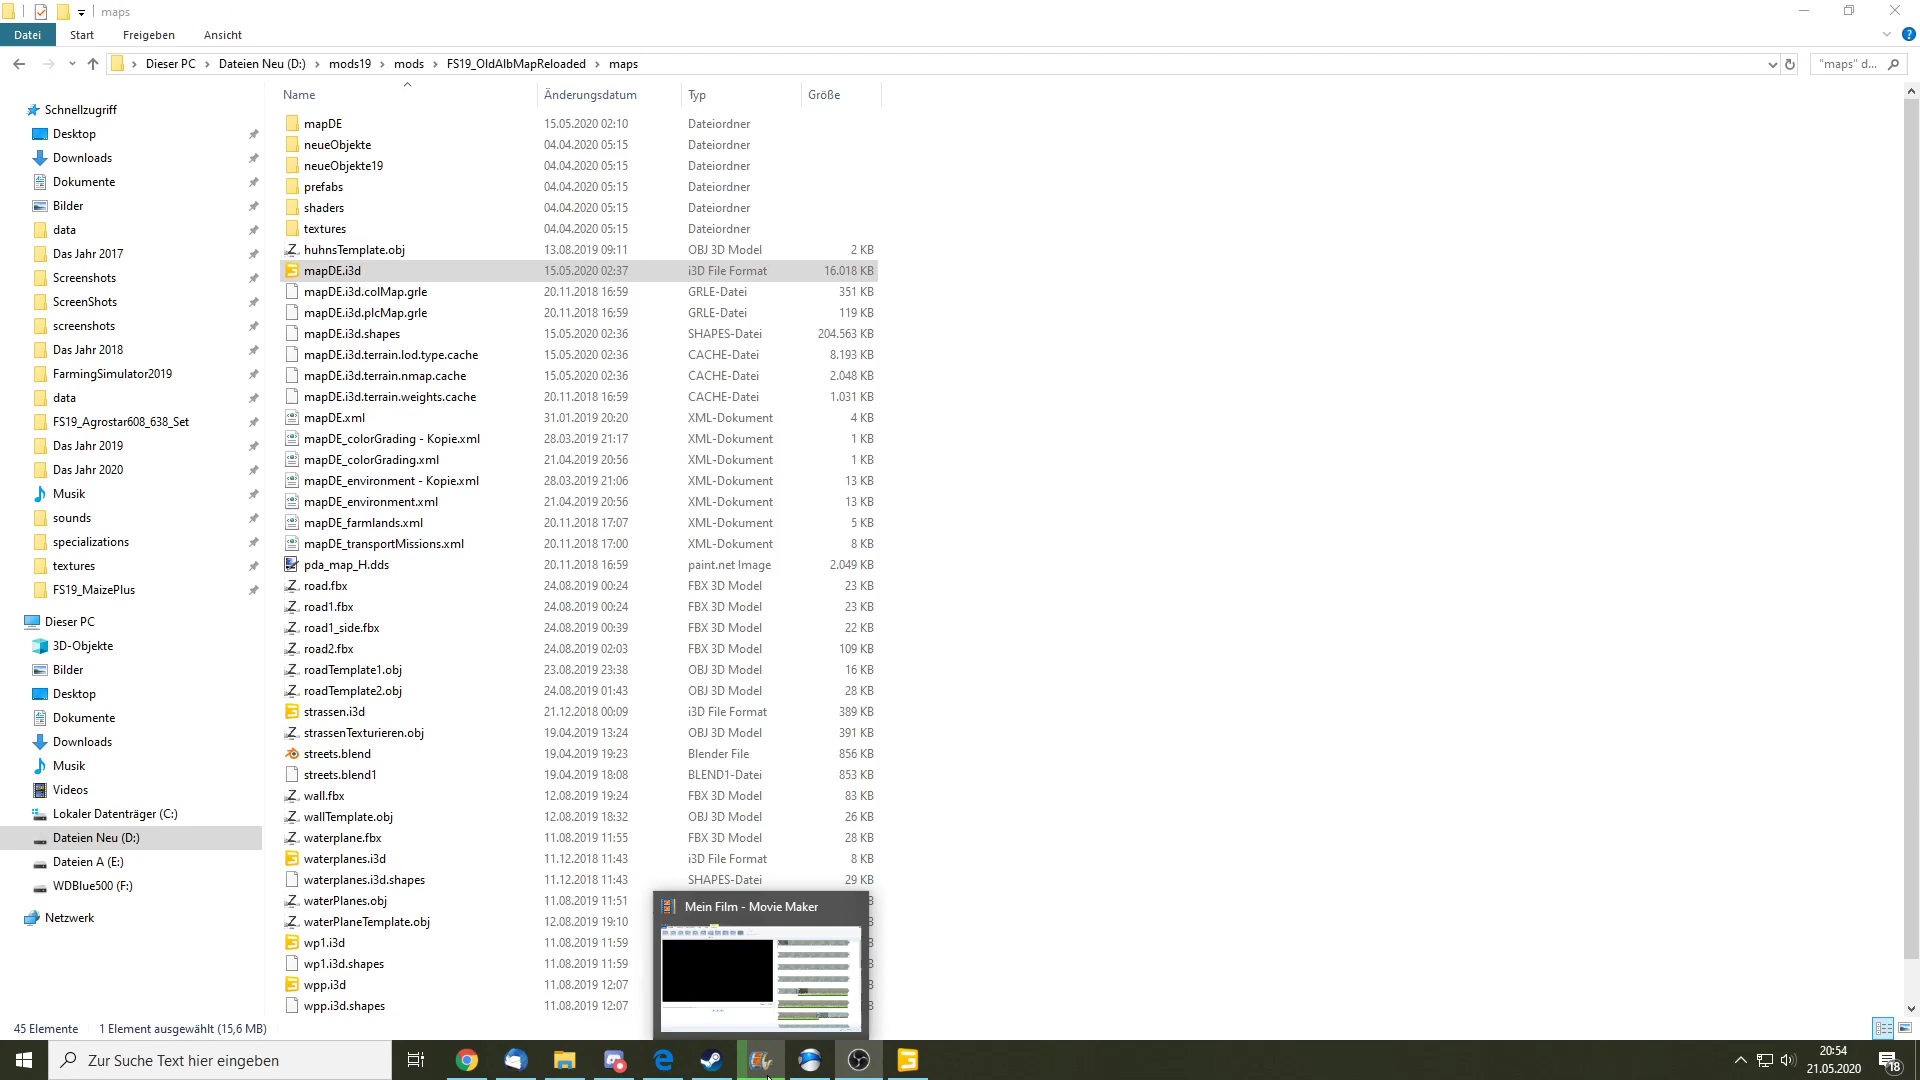 maps
Datei Start Freigeben Ansicht
Dieser PC > Dateien Neu (D:) > mods19 > mods > FS19_OldAlbMapReloaded > maps
"maps" d...
Name Änderungsdatum Typ Größe
Schnellzugriff
Desktop
Downloads
Dokumente
Bilder
data
Das Jahr 2017
Screenshots
ScreenShots
screenshots
Das Jahr 2018
FarmingSimulator2019
data
FS19_Agrostar608_638_Set
Das Jahr 2019
Das Jahr 2020
Musik
sounds
specializations
textures
FS19_MaizePlus
Dieser PC
3D-Objekte
Bilder
Desktop
Dokumente
Downloads
Musik
Videos
Lokaler Datenträger (C:)
Dateien Neu (D:)
Dateien A (E:)
WDBlue500 (F:)
Netzwerk
mapDE 15.05.2020 02:10 Dateiordner
neueObjekte 04.04.2020 05:15 Dateiordner
neueObjekte19 04.04.2020 05:15 Dateiordner
prefabs 04.04.2020 05:15 Dateiordner
shaders 04.04.2020 05:15 Dateiordner
textures 04.04.2020 05:15 Dateiordner
huhnsTemplate.obj 13.08.2019 09:11 OBJ 3D Model 2 KB
mapDE.i3d 15.05.2020 02:37 i3D File Format 16.018 KB
mapDE.i3d.colMap.grle 20.11.2018 16:59 GRLE-Datei 351 KB
mapDE.i3d.plcMap.grle 20.11.2018 16:59 GRLE-Datei 119 KB
mapDE.i3d.shapes 15.05.2020 02:36 SHAPES-Datei 204.563 KB
mapDE.i3d.terrain.lod.type.cache 15.05.2020 02:36 CACHE-Datei 8.193 KB
mapDE.i3d.terrain.nmap.cache 15.05.2020 02:36 CACHE-Datei 2.048 KB
mapDE.i3d.terrain.weights.cache 20.11.2018 16:59 CACHE-Datei 1.031 KB
mapDE.xml 31.01.2019 20:20 XML-Dokument 4 KB
mapDE_colorGrading - Kopie.xml 28.03.2019 21:17 XML-Dokument 1 KB
mapDE_colorGrading.xml 21.04.2019 20:56 XML-Dokument 1 KB
mapDE_environment - Kopie.xml 28.03.2019 21:06 XML-Dokument 13 KB
mapDE_environment.xml 21.04.2019 20:56 XML-Dokument 13 KB
mapDE_farmlands.xml 20.11.2018 17:07 XML-Dokument 5 KB
mapDE_transportMissions.xml 20.11.2018 17:00 XML-Dokument 8 KB
pda_map_H.dds 20.11.2018 16:59 paint.net Image 2.049 KB
road.fbx 24.08.2019 00:24 FBX 3D Model 23 KB
road1.fbx 24.08.2019 00:24 FBX 3D Model 23 KB
road1_side.fbx 24.08.2019 00:39 FBX 3D Model 22 KB
road2.fbx 24.08.2019 02:03 FBX 3D Model 109 KB
roadTemplate1.obj 23.08.2019 23:38 OBJ 3D Model 16 KB
roadTemplate2.obj 24.08.2019 01:43 OBJ 3D Model 28 KB
strassen.i3d 21.12.2018 00:09 i3D File Format 389 KB
strassenTexturieren.obj 19.04.2019 13:24 OBJ 3D Model 391 KB
streets.blend 19.04.2019 19:23 Blender File 856 KB
streets.blend1 19.04.2019 18:08 BLEND1-Datei 853 KB
wall.fbx 12.08.2019 19:24 FBX 3D Model 83 KB
wallTemplate.obj 12.08.2019 18:32 OBJ 3D Model 26 KB
waterplane.fbx 11.08.2019 11:55 FBX 3D Model 28 KB
waterplanes.i3d 11.12.2018 11:43 i3D File Format 8 KB
waterplanes.i3d.shapes 11.12.2018 11:43 SHAPES-Datei 29 KB
waterPlanes.obj 11.08.2019 11:51
waterPlaneTemplate.obj 12.08.2019 19:10
wp1.i3d 11.08.2019 11:59
wp1.i3d.shapes 11.08.2019 11:59
wpp.i3d 11.08.2019 12:07
wpp.i3d.shapes 11.08.2019 12:07
Mein Film - Movie Maker
45 Elemente 1 Element ausgewählt (15,6 MB)
Zur Suche Text hier eingeben
20:54
21.05.2020
18